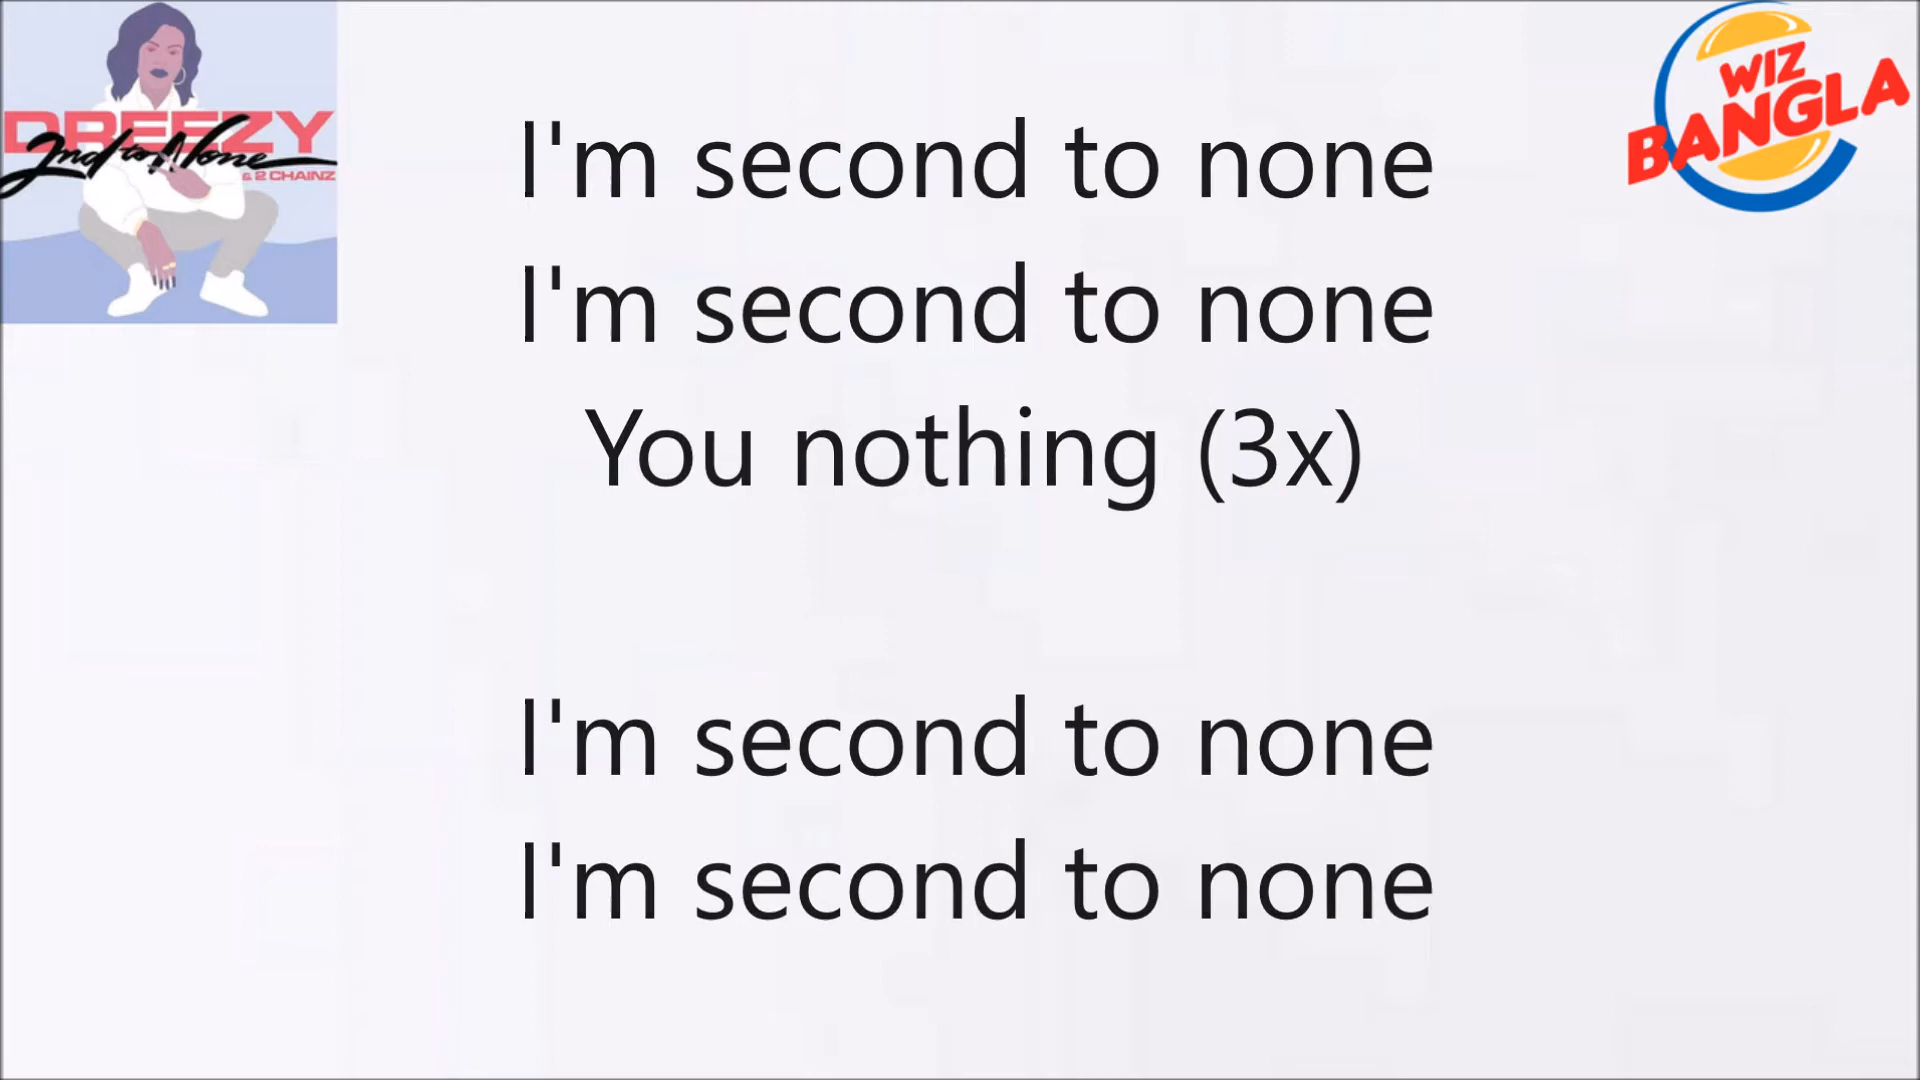 DREEZY
2nd to None
& 2 CHAINZ
WIZ
BANGLA
I'm second to none
I'm second to none
You nothing (3x)
I'm second to none
I'm second to none